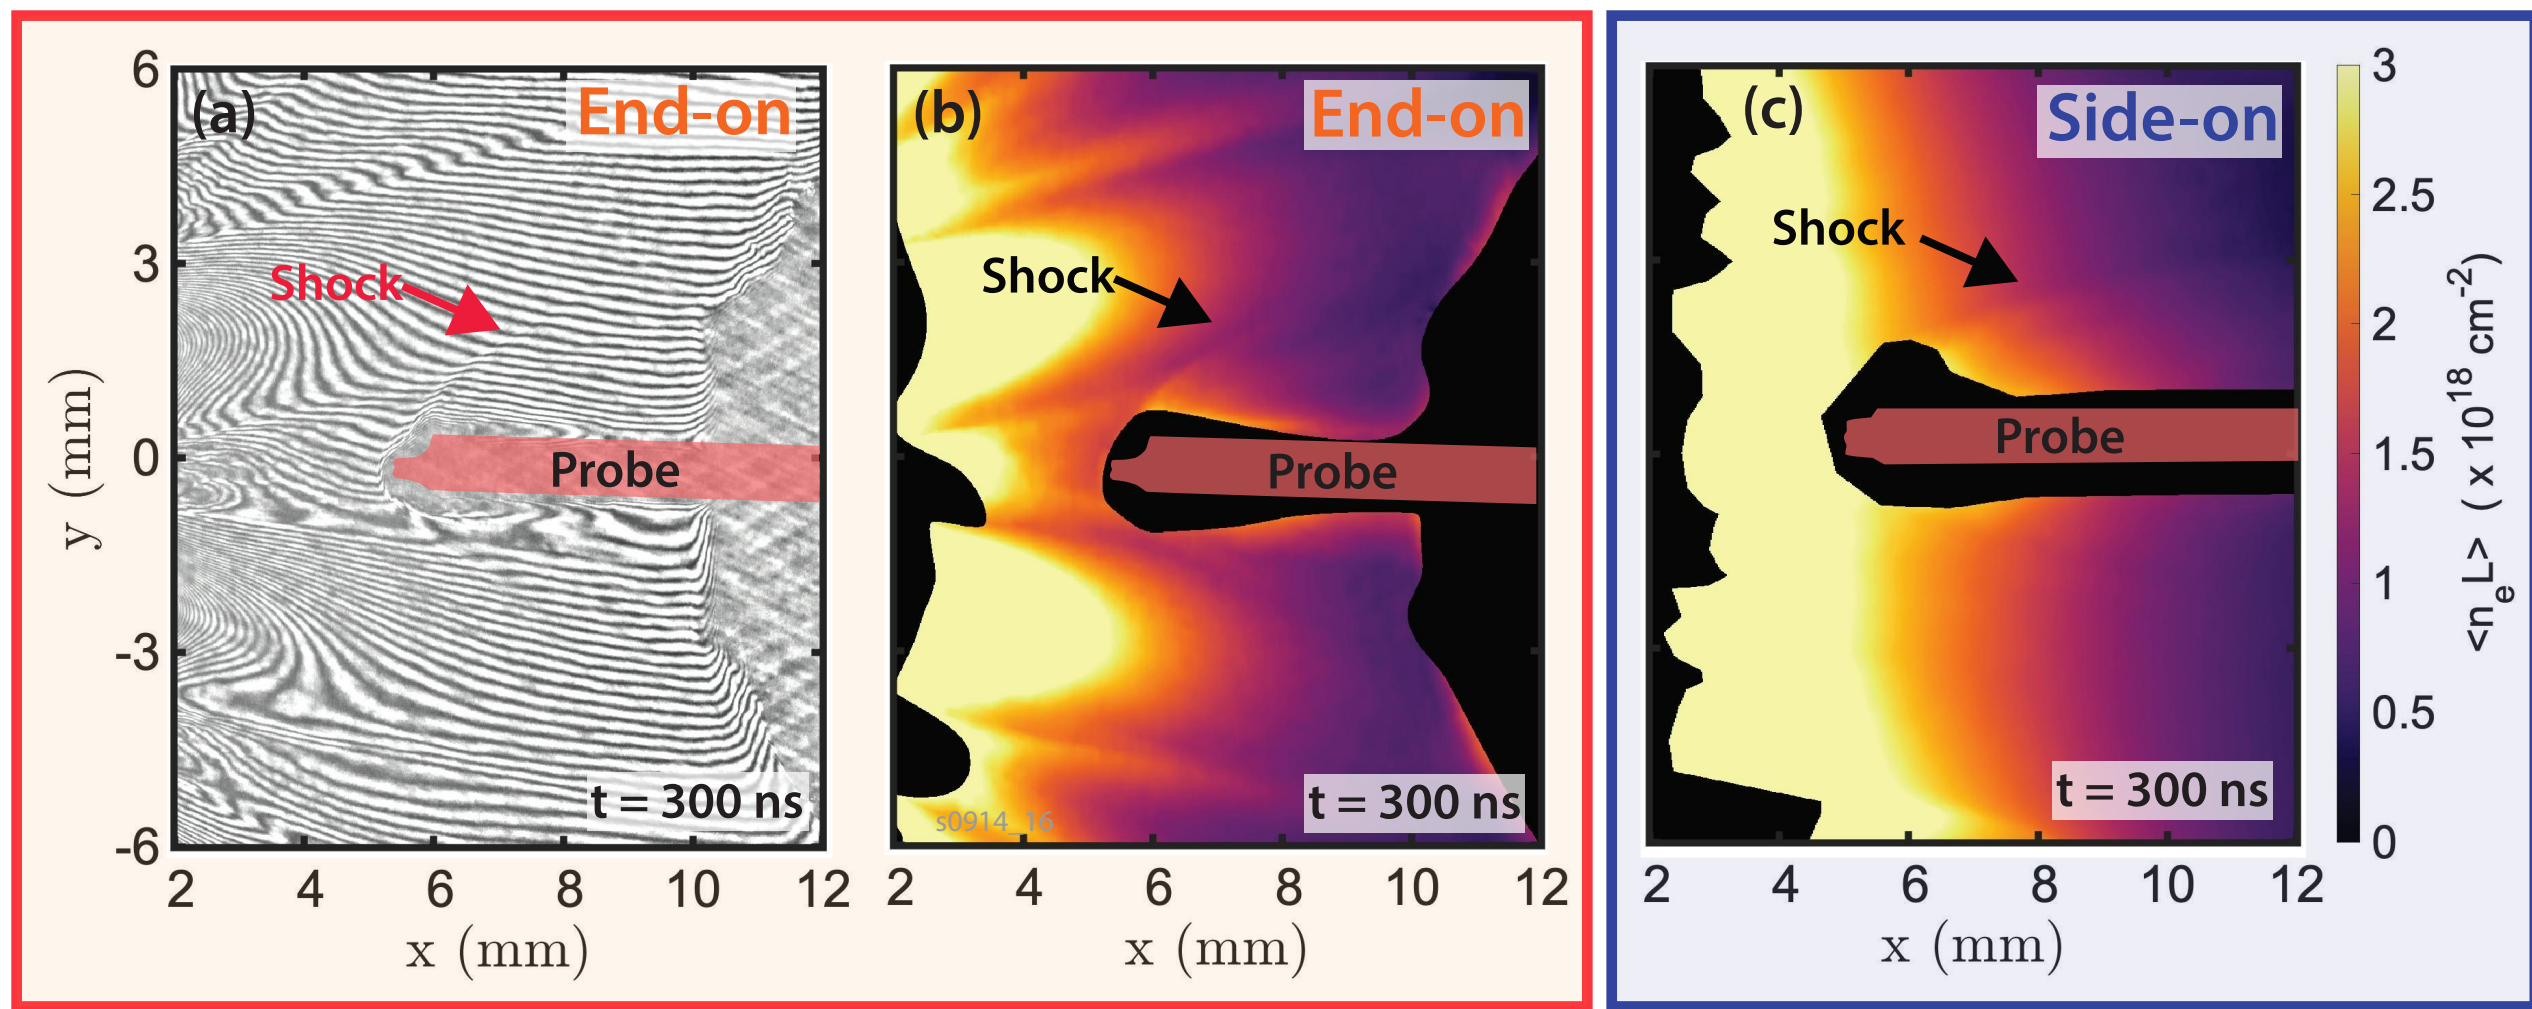 (a)
End-on
Shock
Probe
t = 300 ns
6
3
0
-3
-6
y (mm)
2 4 6 8 10 12
x (mm)
(b)
End-on
Shock
Probe
s0914_16
t = 300 ns
2 4 6 8 10 12
x (mm)
(c)
Side-on
Shock
Probe
t = 300 ns
2 4 6 8 10 12
x (mm)
3
2.5
2
1.5
1
0.5
0
<nₑL> ( x 10¹⁸ cm⁻²)